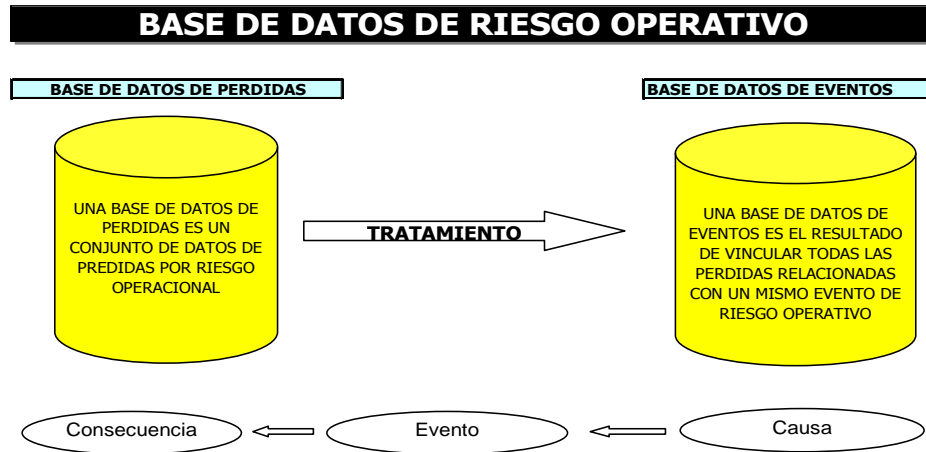 BASE DE DATOS DE RIESGO OPERATIVO
BASE DE DATOS DE PERDIDAS
BASE DE DATOS DE EVENTOS
UNA BASE DE DATOS DE
PERDIDAS ES UN
CONJUNTO DE DATOS DE
PREDIDAS POR RIESGO
OPERACIONAL
TRATAMIENTO
UNA BASE DE DATOS DE
EVENTOS ES EL RESULTADO
DE VINCULAR TODAS LAS
PERDIDAS RELACIONADAS
CON UN MISMO EVENTO DE
RIESGO OPERATIVO
Consecuencia
Evento
Causa